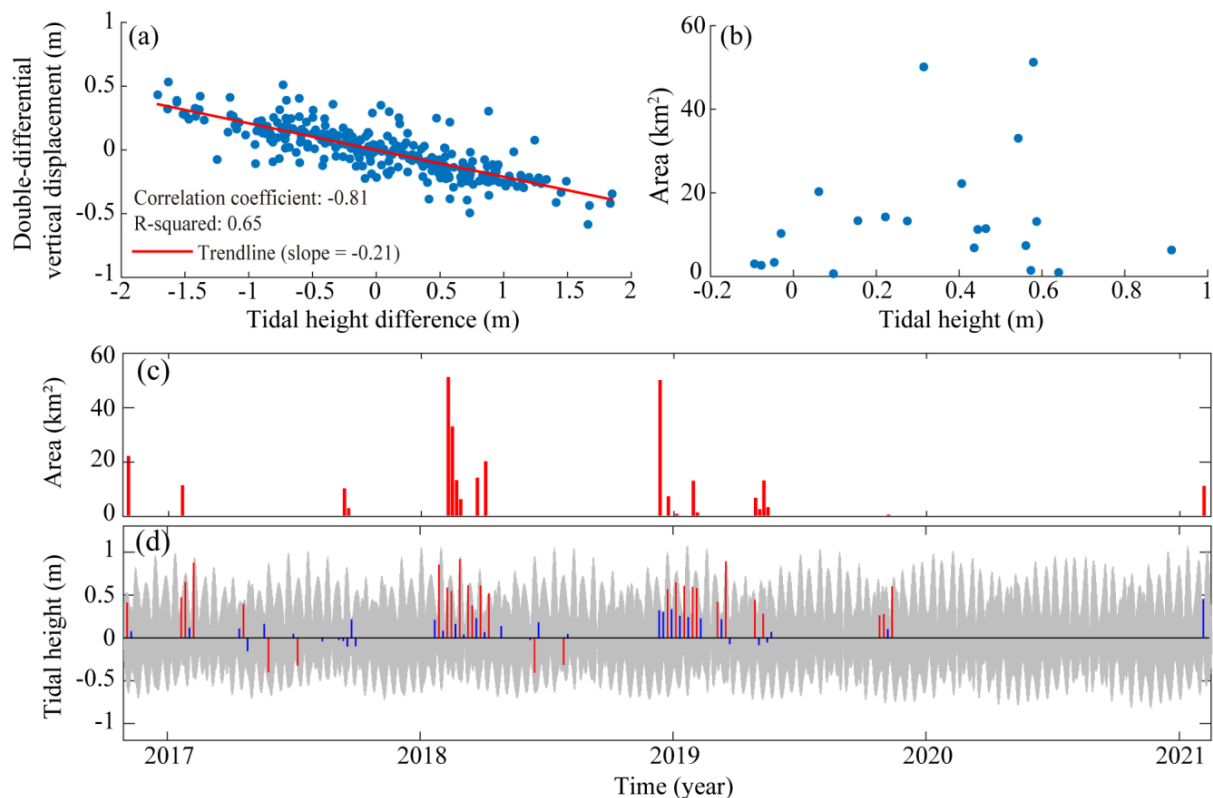 Double-differential
vertical displacement (m)
1
0.5
0
-0.5
-1
(a)
Correlation coefficient: -0.81
R-squared: 0.65
Trendline (slope = -0.21)
-2 -1.5 -1 -0.5 0 0.5 1 1.5 2
Tidal height difference (m)
Area (km²)
60
40
20
0
(b)
-0.2 0 0.2 0.4 0.6 0.8 1
Tidal height (m)
Area (km²)
60
40
20
0
(c)
Tidal height (m)
1
0.5
0
-0.5
-1
(d)
2017 2018 2019 2020 2021
Time (year)